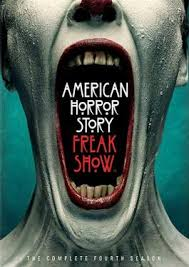 AMERICAN
HORROR
STORY
FREAK
SHOW.
THE COMPLETE FOURTH SEASON